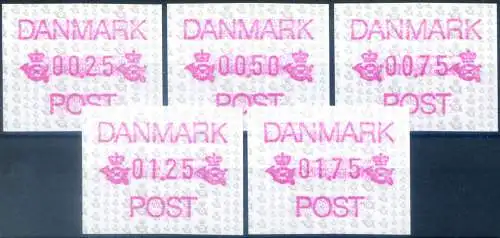 DANMARK
00.25
POST
DANMARK
00.50
POST
DANMARK
00.75
POST
DANMARK
01.25
POST
DANMARK
01.75
POST